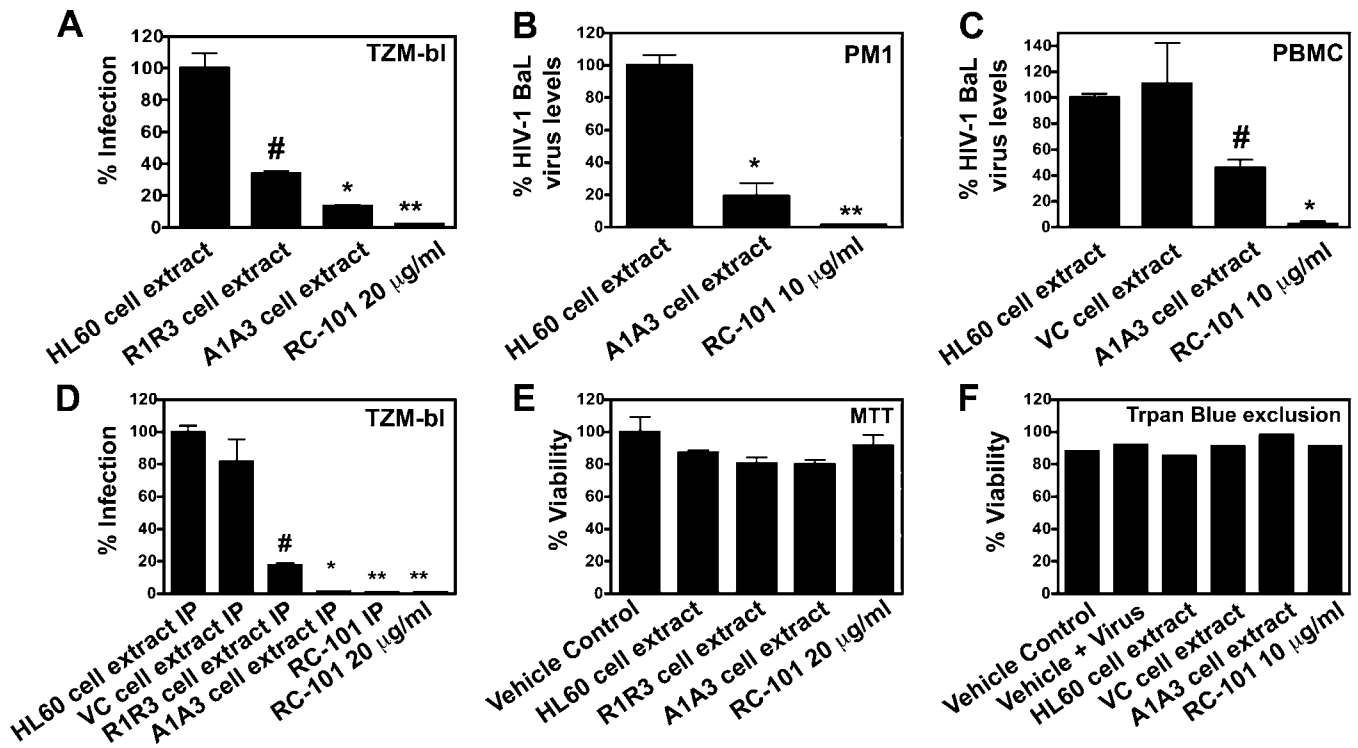 A
TZM-bl
% Infection
120
100
80
60
40
20
0
#
*
**
HL60 cell extract
R1R3 cell extract
A1A3 cell extract
RC-101 20 µg/ml
B
PM1
% HIV-1 BaL
virus levels
120
100
80
60
40
20
0
*
**
HL60 cell extract
A1A3 cell extract
RC-101 10 µg/ml
C
PBMC
% HIV-1 BaL
virus levels
140
120
100
80
60
40
20
0
#
*
HL60 cell extract
VC cell extract
A1A3 cell extract
RC-101 10 µg/ml
D
TZM-bl
% Infection
120
100
80
60
40
20
0
#
*
**
**
HL60 cell extract IP
VC cell extract IP
R1R3 cell extract IP
A1A3 cell extract IP
RC-101 IP
RC-101 20 µg/ml
E
MTT
% Viability
120
100
80
60
40
20
0
Vehicle Control
HL60 cell extract
R1R3 cell extract
A1A3 cell extract
RC-101 20 µg/ml
F
Trpan Blue exclusion
% Viability
120
100
80
60
40
20
0
Vehicle Control
Vehicle + Virus
HL60 cell extract
VC cell extract
A1A3 cell extract
RC-101 10 µg/ml